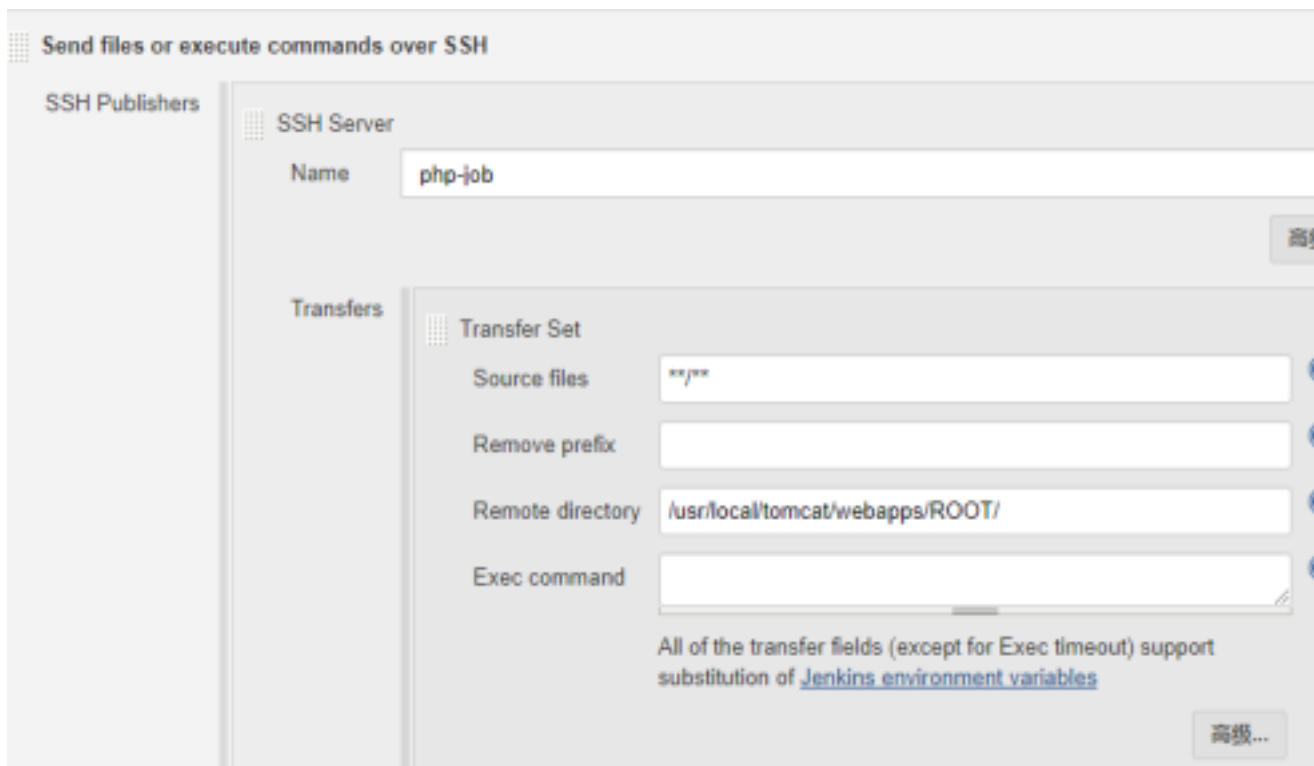 Send files or execute commands over SSH
SSH Publishers
SSH Server
Name
php-job
高级
Transfers
Transfer Set
Source files
**/**
Remove prefix
Remote directory
/usr/local/tomcat/webapps/ROOT/
Exec command
All of the transfer fields (except for Exec timeout) support
substitution of Jenkins environment variables
高级...